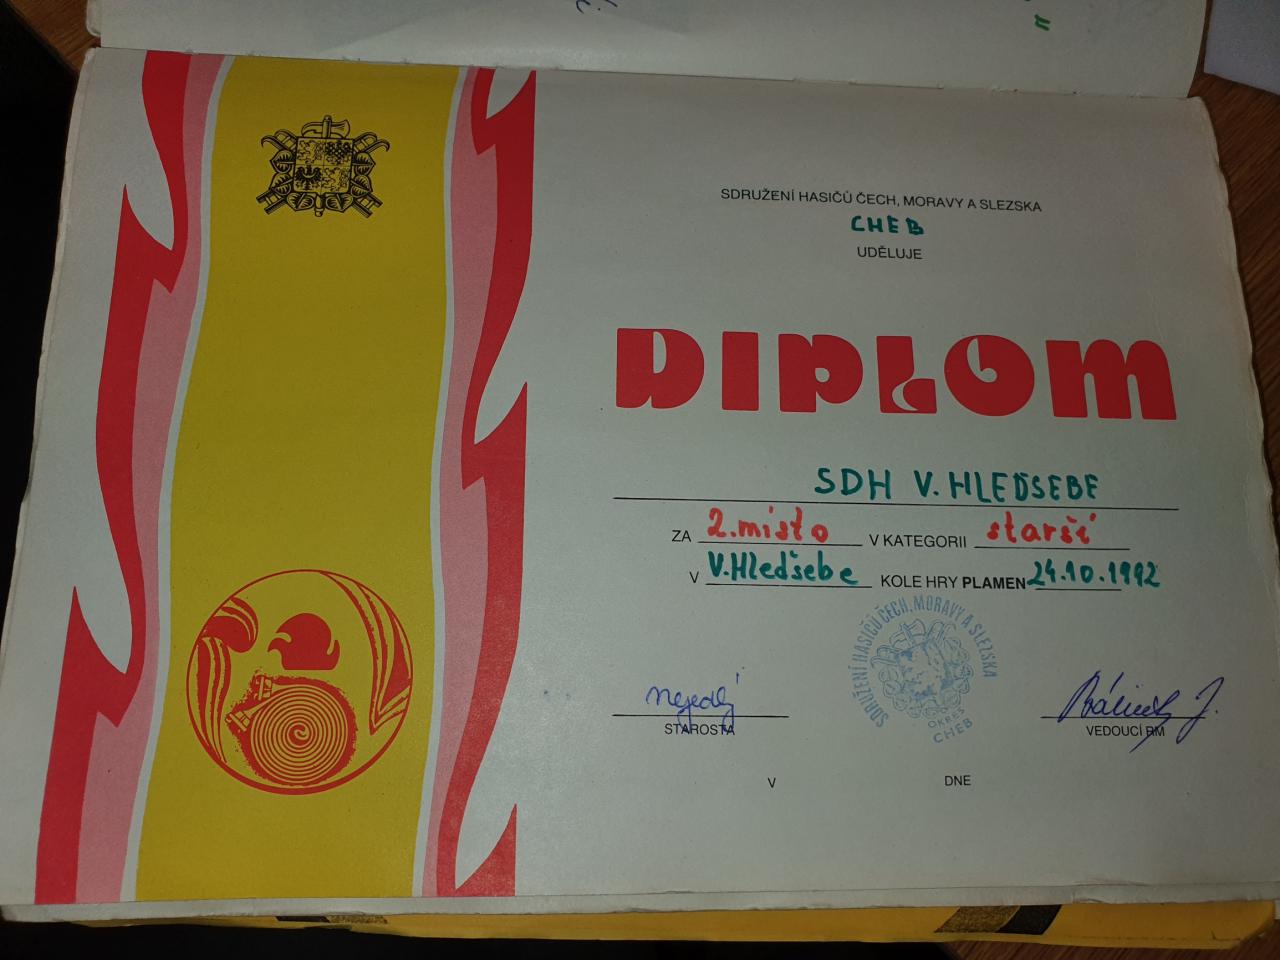 SDRUŽENÍ HASIČŮ ČECH, MORAVY A SLEZSKA
CHEB
UDĚLUJE
DIPLOM
SDH V. HLEĎSEBE
ZA 2. místo V KATEGORII starší
V V.Hleďsebe KOLE HRY PLAMEN 24.10.1992
SDRUŽENÍ HASIČŮ ČECH, MORAVY A SLEZSKA
OKRES
CHEB
Nejedlý
STAROSTA
J.
VEDOUCÍ RM
V DNE